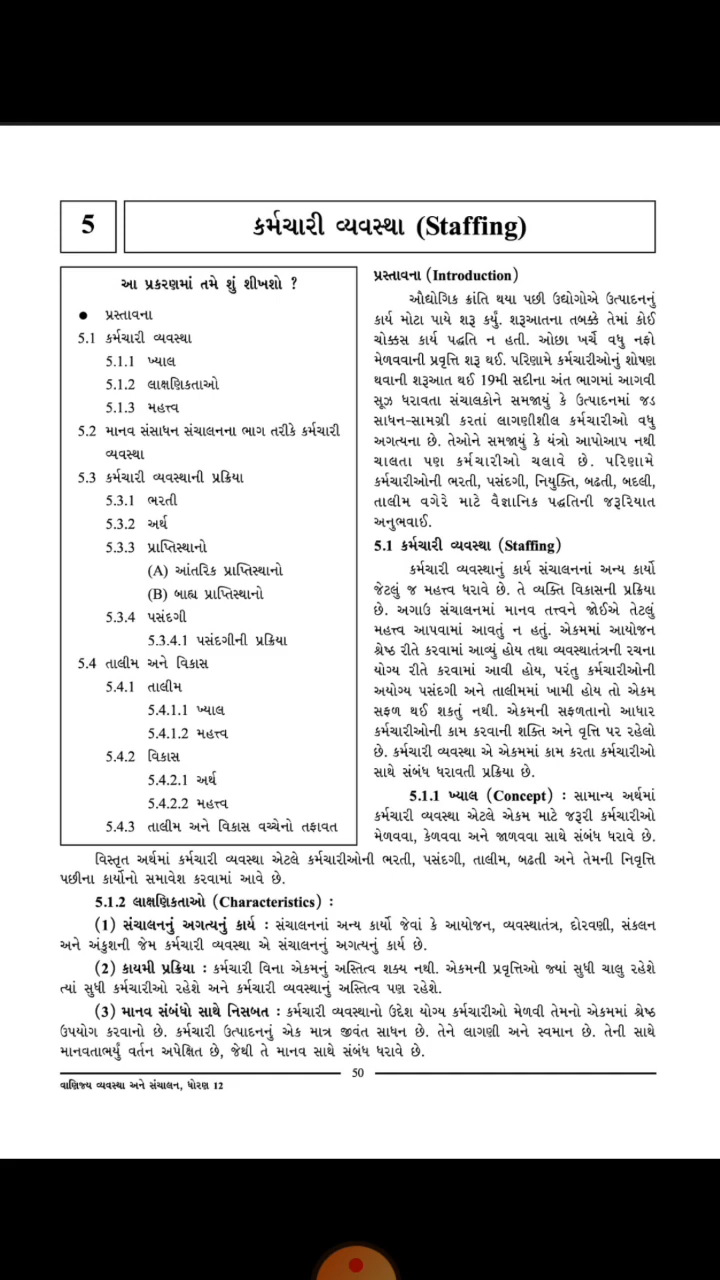 5
કર્મચારી વ્યવસ્થા (Staffing)
આ પ્રકરણમાં તમે શું શીખશો ?
● પ્રસ્તાવના
5.1 કર્મચારી વ્યવસ્થા
5.1.1 ખ્યાલ
5.1.2 લાક્ષણિકતાઓ
5.1.3 મહત્ત્વ
5.2 માનવ સંસાધન સંચાલનના ભાગ તરીકે કર્મચારી
વ્યવસ્થા
5.3 કર્મચારી વ્યવસ્થાની પ્રક્રિયા
5.3.1 ભરતી
5.3.2 અર્થ
5.3.3 પ્રાપ્તિસ્થાનો
(A) આંતરિક પ્રાપ્તિસ્થાનો
(B) બાહ્ય પ્રાપ્તિસ્થાનો
5.3.4 પસંદગી
5.3.4.1 પસંદગીની પ્રક્રિયા
5.4 તાલીમ અને વિકાસ
5.4.1 તાલીમ
5.4.1.1 ખ્યાલ
5.4.1.2 મહત્ત્વ
5.4.2 વિકાસ
5.4.2.1 અર્થ
5.4.2.2 મહત્ત્વ
5.4.3 તાલીમ અને વિકાસ વચ્ચેનો તફાવત
પ્રસ્તાવના (Introduction)
ઔદ્યોગિક ક્રાંતિ થયા પછી ઉદ્યોગોએ ઉત્પાદનનું
કાર્ય મોટા પાયે શરૂ કર્યું. શરૂઆતના તબક્કે તેમાં કોઈ
ચોક્કસ કાર્ય પદ્ધતિ ન હતી. ઓછા ખર્ચે વધુ નફો
મેળવવાની પ્રવૃત્તિ શરૂ થઈ. પરિણામે કર્મચારીઓનું શોષણ
થવાની શરૂઆત થઈ 19મી સદીના અંત ભાગમાં આગવી
સૂઝ ધરાવતા સંચાલકોને સમજાયું કે ઉત્પાદનમાં જડ
સાધન-સામગ્રી કરતાં લાગણીશીલ કર્મચારીઓ વધુ
અગત્યના છે. તેઓને સમજાયું કે યંત્રો આપોઆપ નથી
ચાલતા પણ કર્મચારીઓ ચલાવે છે. પરિણામે
કર્મચારીઓની ભરતી, પસંદગી, નિયુક્તિ, બઢતી, બદલી,
તાલીમ વગેરે માટે વૈજ્ઞાનિક પદ્ધતિની જરૂરિયાત
અનુભવાઈ.
5.1 કર્મચારી વ્યવસ્થા (Staffing)
કર્મચારી વ્યવસ્થાનું કાર્ય સંચાલનનાં અન્ય કાર્યો
જેટલું જ મહત્ત્વ ધરાવે છે. તે વ્યક્તિ વિકાસની પ્રક્રિયા
છે. અગાઉ સંચાલનમાં માનવ તત્ત્વને જોઈએ તેટલું
મહત્ત્વ આપવામાં આવતું ન હતું. એકમમાં આયોજન
શ્રેષ્ઠ રીતે કરવામાં આવ્યું હોય તથા વ્યવસ્થાતંત્રની રચના
યોગ્ય રીતે કરવામાં આવી હોય, પરંતુ કર્મચારીઓની
અયોગ્ય પસંદગી અને તાલીમમાં ખામી હોય તો એકમ
સફળ થઈ શકતું નથી. એકમની સફળતાનો આધાર
કર્મચારીઓની કામ કરવાની શક્તિ અને વૃત્તિ પર રહેલો
છે. કર્મચારી વ્યવસ્થા એ એકમમાં કામ કરતા કર્મચારીઓ
સાથે સંબંધ ધરાવતી પ્રક્રિયા છે.
5.1.1 ખ્યાલ (Concept) : સામાન્ય અર્થમાં
કર્મચારી વ્યવસ્થા એટલે એકમ માટે જરૂરી કર્મચારીઓ
મેળવવા, કેળવવા અને જાળવવા સાથે સંબંધ ધરાવે છે.
વિસ્તૃત અર્થમાં કર્મચારી વ્યવસ્થા એટલે કર્મચારીઓની ભરતી, પસંદગી, તાલીમ, બઢતી અને તેમની નિવૃત્તિ
પછીના કાર્યોનો સમાવેશ કરવામાં આવે છે.
5.1.2 લાક્ષણિકતાઓ (Characteristics) :
(1) સંચાલનનું અગત્યનું કાર્ય : સંચાલનનાં અન્ય કાર્યો જેવાં કે આયોજન, વ્યવસ્થાતંત્ર, દોરવણી, સંકલન
અને અંકુશની જેમ કર્મચારી વ્યવસ્થા એ સંચાલનનું અગત્યનું કાર્ય છે.
(2) કાયમી પ્રક્રિયા : કર્મચારી વિના એકમનું અસ્તિત્વ શક્ય નથી. એકમની પ્રવૃત્તિઓ જ્યાં સુધી ચાલુ રહેશે
ત્યાં સુધી કર્મચારીઓ રહેશે અને કર્મચારી વ્યવસ્થાનું અસ્તિત્વ પણ રહેશે.
(3) માનવ સંબંધો સાથે નિસબત : કર્મચારી વ્યવસ્થાનો ઉદ્દેશ યોગ્ય કર્મચારીઓ મેળવી તેમનો એકમમાં શ્રેષ્ઠ
ઉપયોગ કરવાનો છે. કર્મચારી ઉત્પાદનનું એક માત્ર જીવંત સાધન છે. તેને લાગણી અને સ્વમાન છે. તેની સાથે
માનવતાભર્યું વર્તન અપેક્ષિત છે, જેથી તે માનવ સાથે સંબંધ ધરાવે છે.
50
વાણિજ્ય વ્યવસ્થા અને સંચાલન, ધોરણ 12